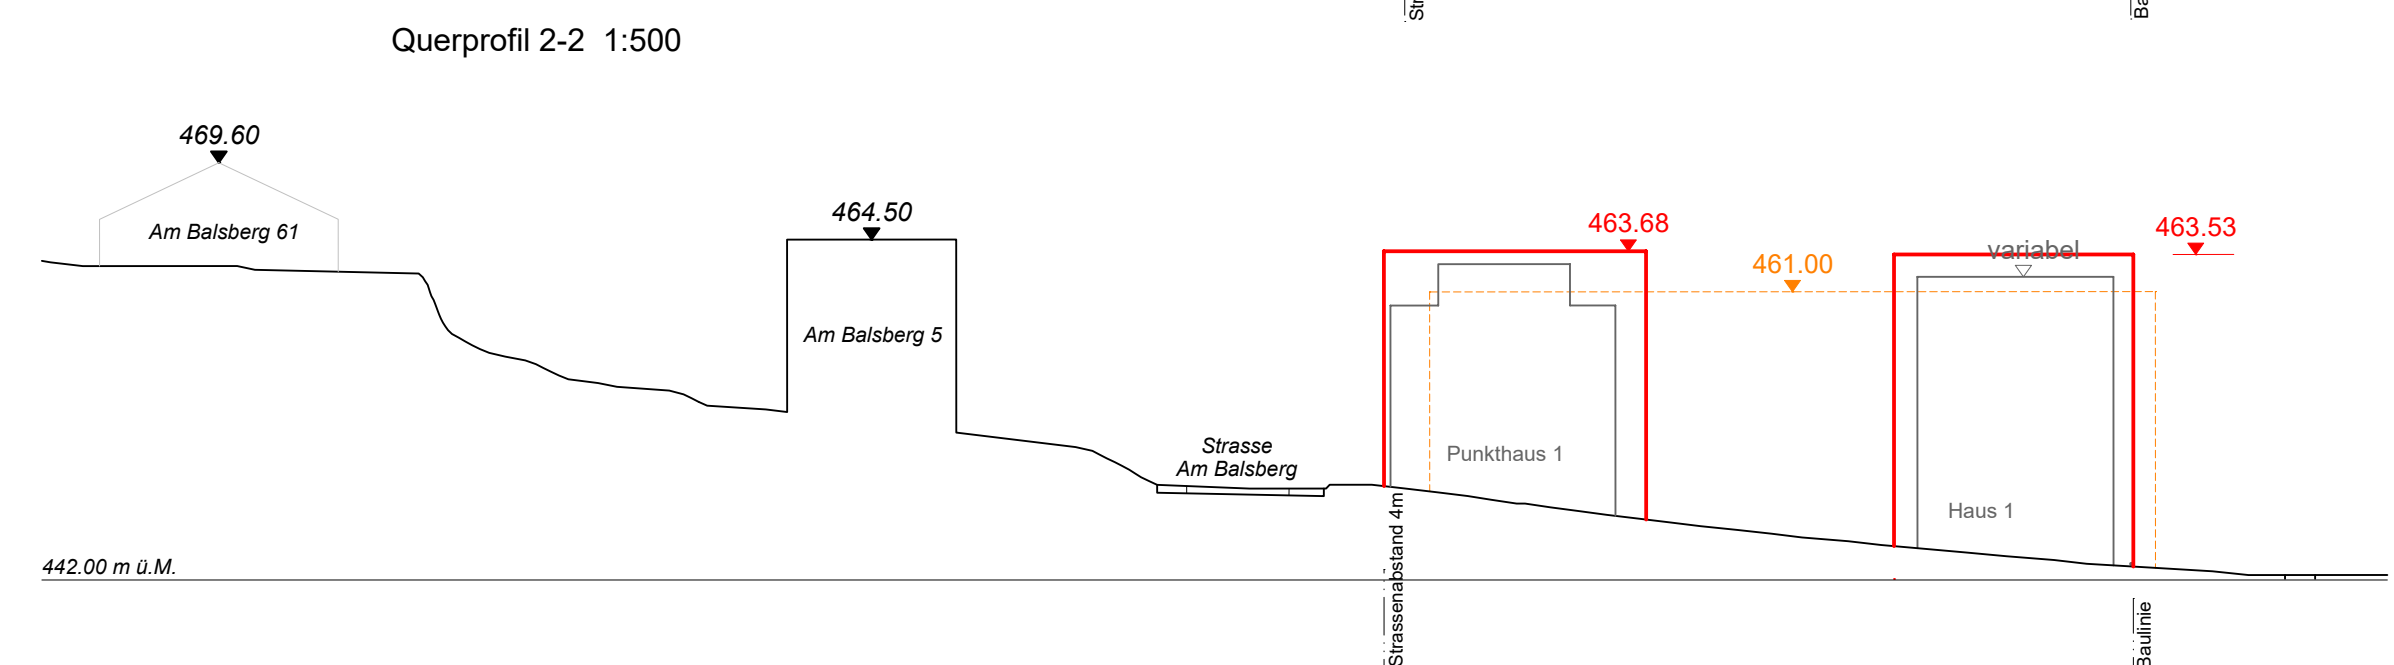 Querprofil 2-2 1:500
469.60
Am Balsberg 61
464.50
Am Balsberg 5
Strasse
Am Balsberg
463.68
461.00
variabel
463.53
Punkthaus 1
Haus 1
442.00 m ü.M.
Strassenabstand 4m
Baulinie